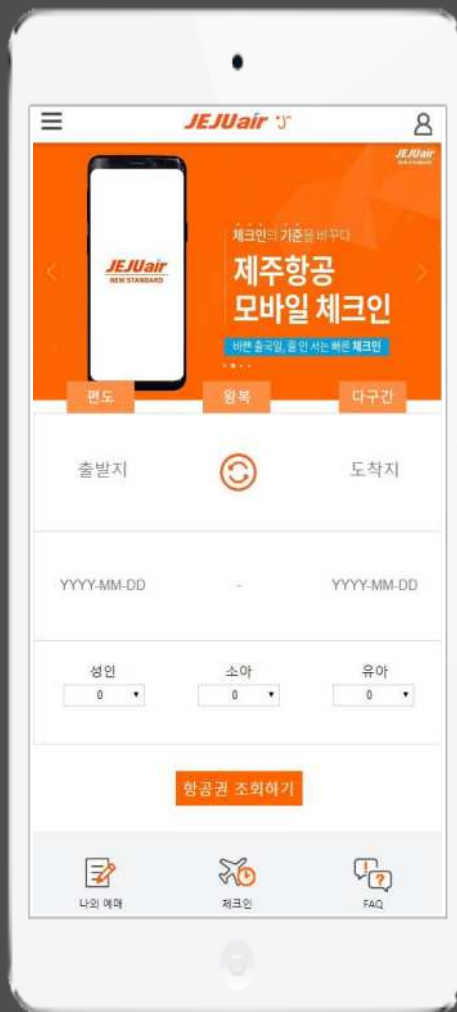 JEJUair
JEJUair
NEW STANDARD
JEJUair
NEW STANDARD
체크인의 기준을 바꾸다
제주항공
모바일 체크인
바쁜 출국일, 줄 안 서는 빠른 체크인
편도 왕복 다구간
출발지 도착지
YYYY-MM-DD - YYYY-MM-DD
성인 소아 유아
0 0 0
항공권 조회하기
나의 예매 체크인 FAQ